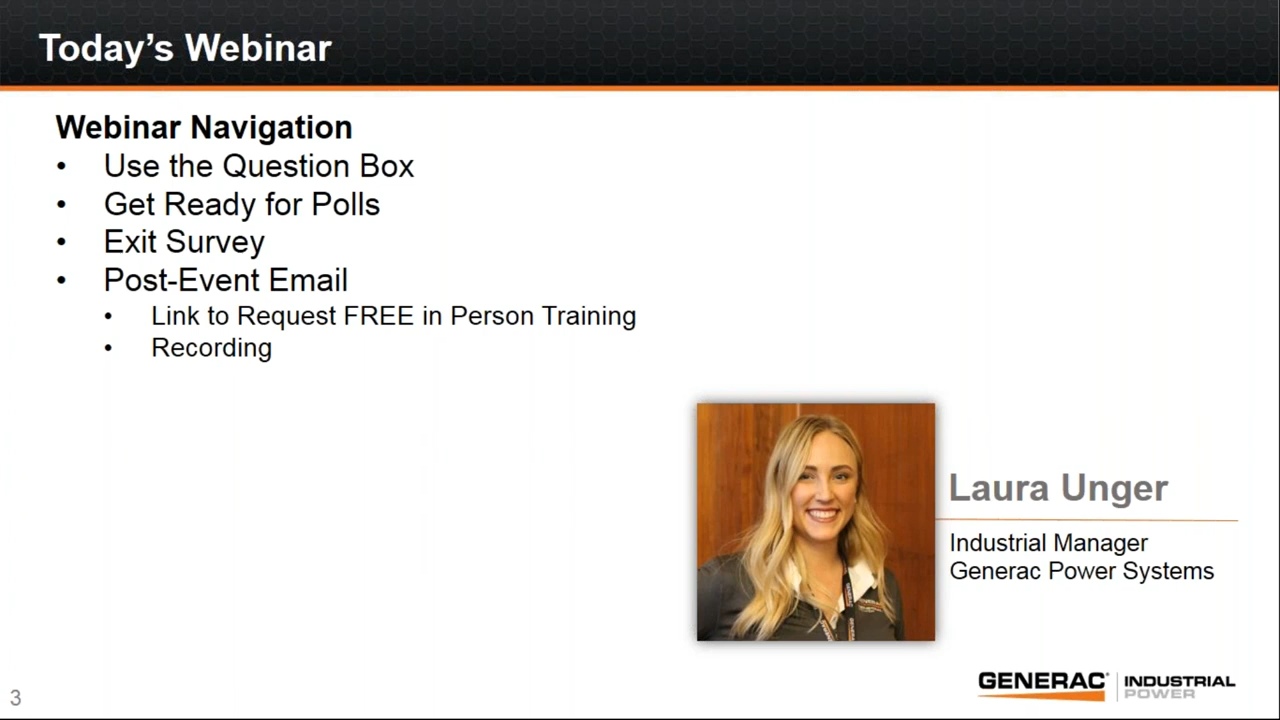 Today's Webinar
Webinar Navigation
• Use the Question Box
• Get Ready for Polls
• Exit Survey
• Post-Event Email
• Link to Request FREE in Person Training
• Recording
Laura Unger
Industrial Manager
Generac Power Systems
GENERAC® INDUSTRIAL
POWER
3